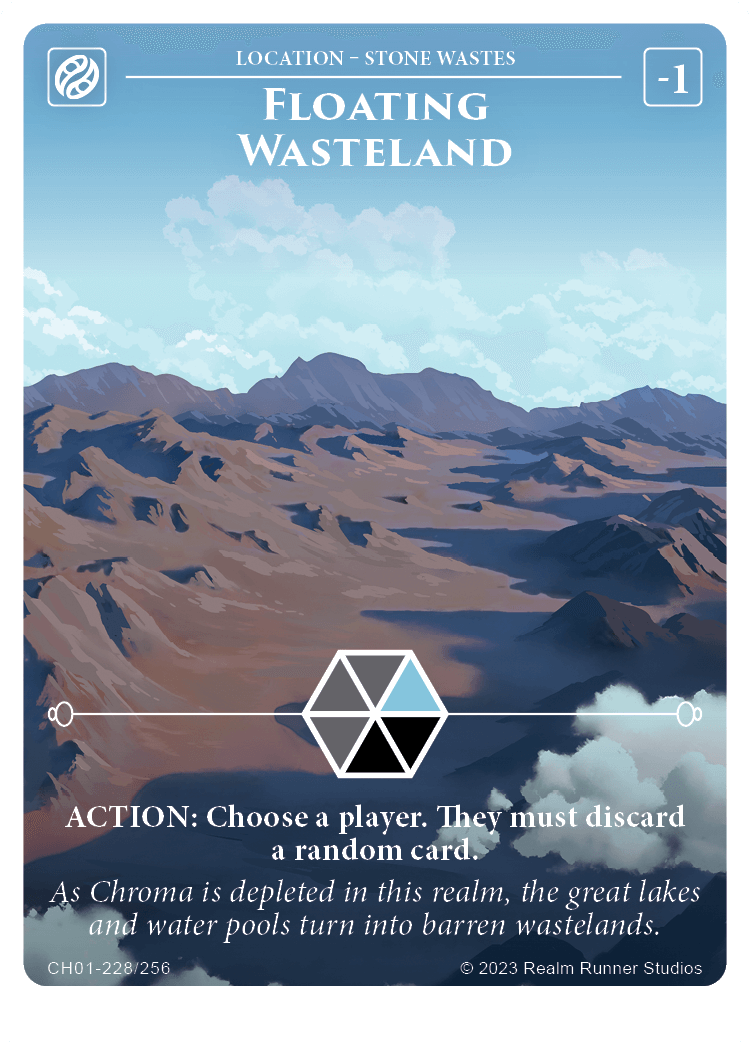 LOCATION – STONE WASTES
-1
FLOATING
WASTELAND
ACTION: Choose a player. They must discard
a random card.
As Chroma is depleted in this realm, the great lakes
and water pools turn into barren wastelands.
CH01-228/256
© 2023 Realm Runner Studios